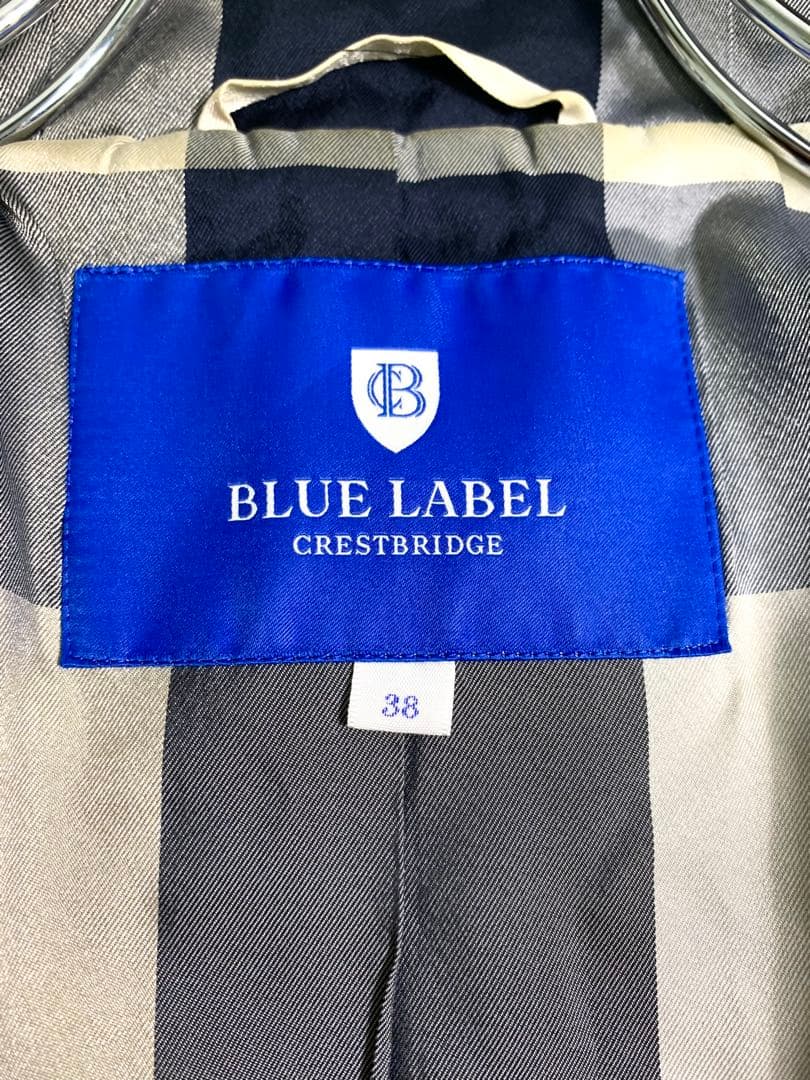 CB
BLUE LABEL
CRESTBRIDGE
38